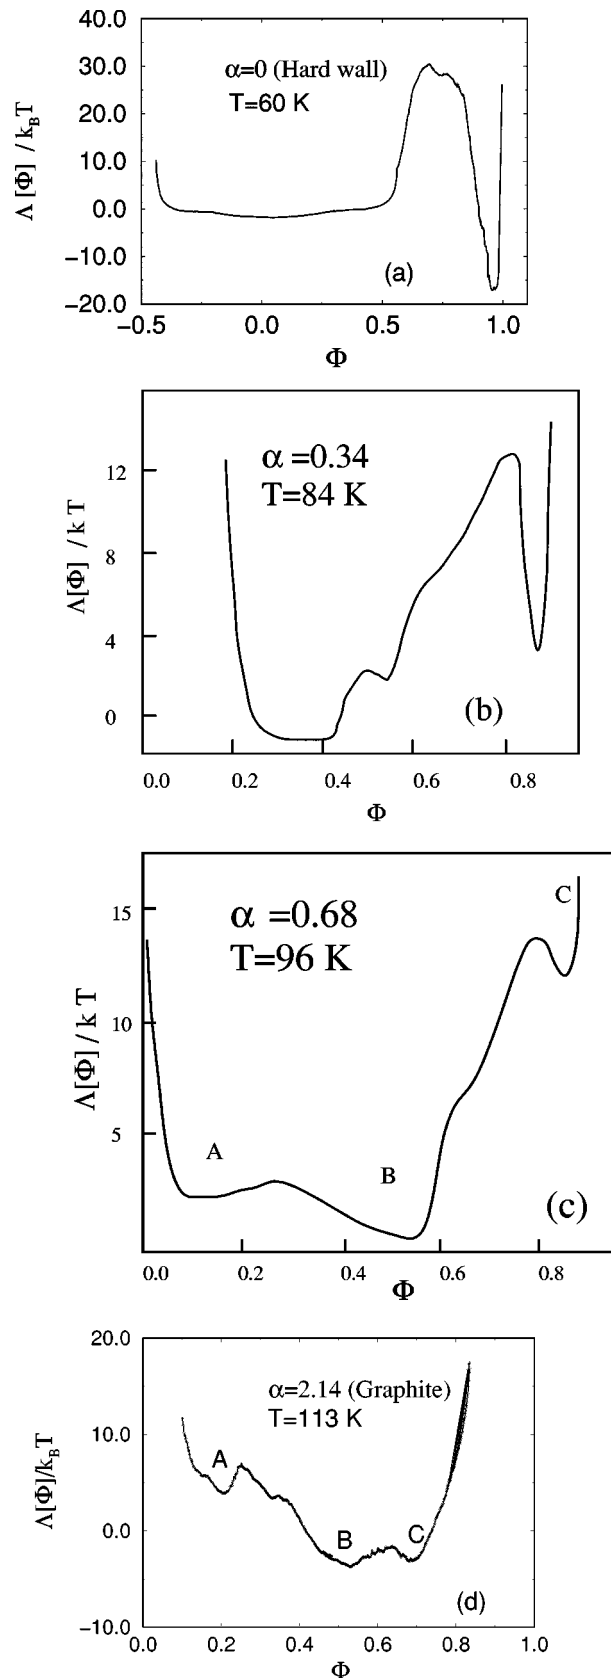 40.0
30.0
20.0
10.0
0.0
−10.0
−20.0
Λ [Φ] / k_B T
α=0 (Hard wall)
T=60 K
(a)
−0.5 0.0 0.5 1.0
Φ
12
8
4
0
Λ[Φ] / k T
α =0.34
T=84 K
(b)
0.0 0.2 0.4 0.6 0.8
Φ
15
10
5
Λ[Φ] / k T
α =0.68
T=96 K
C
A
B
(c)
0.0 0.2 0.4 0.6 0.8
Φ
20.0
10.0
0.0
−10.0
Λ[Φ]/k_BT
α=2.14 (Graphite)
T=113 K
A
B
C
(d)
0.0 0.2 0.4 0.6 0.8 1.0
Φ